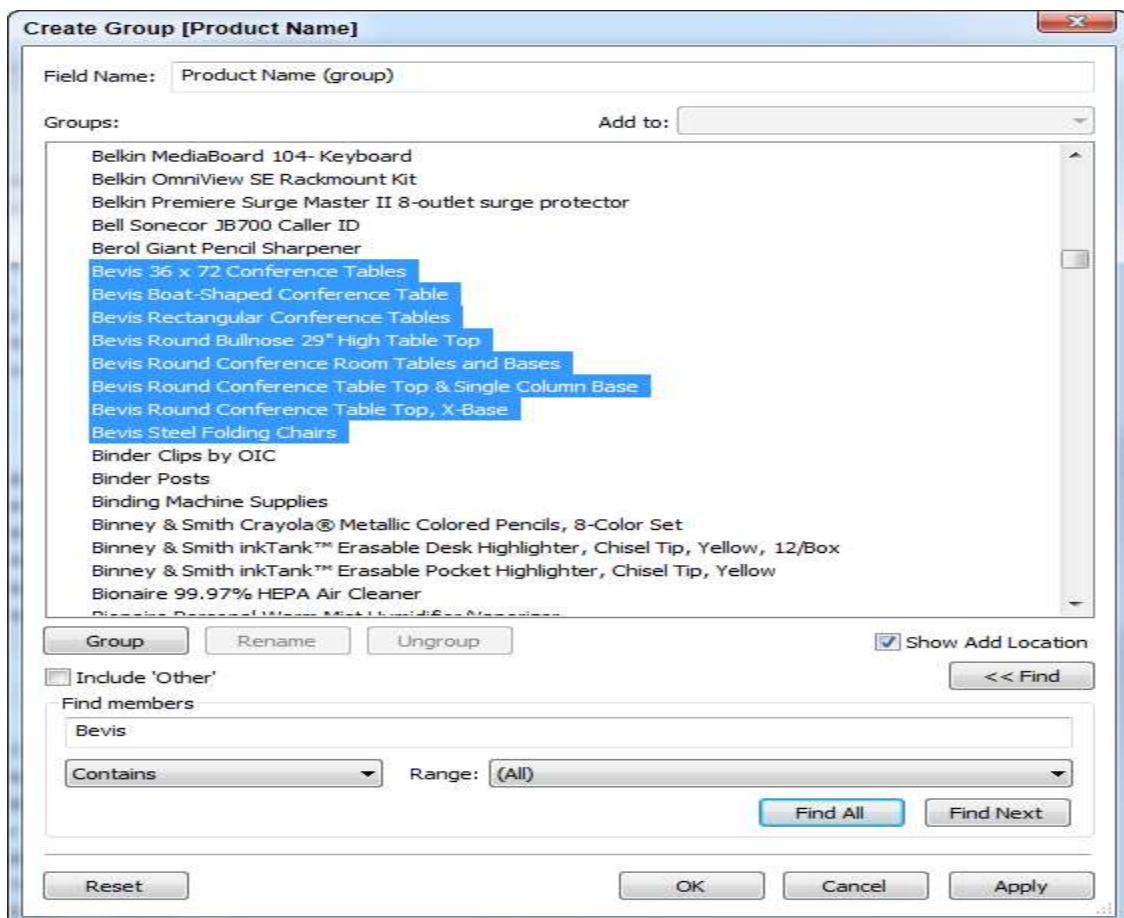 Create Group [Product Name]
Field Name: Product Name (group)
Groups: Add to:
Belkin MediaBoard 104- Keyboard
Belkin OmniView SE Rackmount Kit
Belkin Premiere Surge Master II 8-outlet surge protector
Bell Sonecor JB700 Caller ID
Berol Giant Pencil Sharpener
Bevis 36 x 72 Conference Tables
Bevis Boat-Shaped Conference Table
Bevis Rectangular Conference Tables
Bevis Round Bullnose 29" High Table Top
Bevis Round Conference Room Tables and Bases
Bevis Round Conference Table Top & Single Column Base
Bevis Round Conference Table Top, X-Base
Bevis Steel Folding Chairs
Binder Clips by OIC
Binder Posts
Binding Machine Supplies
Binney & Smith Crayola® Metallic Colored Pencils, 8-Color Set
Binney & Smith inkTank™ Erasable Desk Highlighter, Chisel Tip, Yellow, 12/Box
Binney & Smith inkTank™ Erasable Pocket Highlighter, Chisel Tip, Yellow
Bionaire 99.97% HEPA Air Cleaner
Bionaire Personal Warm Mist Humidifier/Vaporizer
Group Rename Ungroup Show Add Location
Include 'Other' << Find
Find members
Bevis
Contains Range: (All)
Find All Find Next
Reset OK Cancel Apply